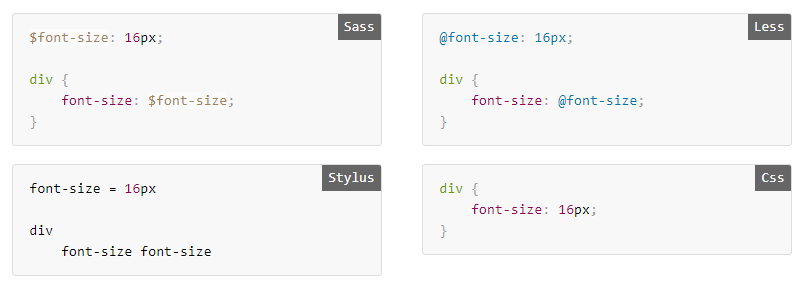 Sass
$font-size: 16px;

div {
    font-size: $font-size;
}
Less
@font-size: 16px;

div {
    font-size: @font-size;
}
Stylus
font-size = 16px

div
    font-size font-size
Css
div {
    font-size: 16px;
}